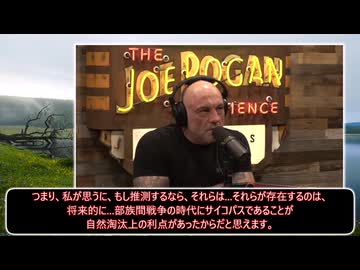 THE
JOE ROGAN
IENCE
S
つまり、私が思うに、もし推測するなら、それらは...それらが存在するのは、
将来的に...部族間戦争の時代にサイコパスであることが
自然淘汰上の利点があったからだと思えます。